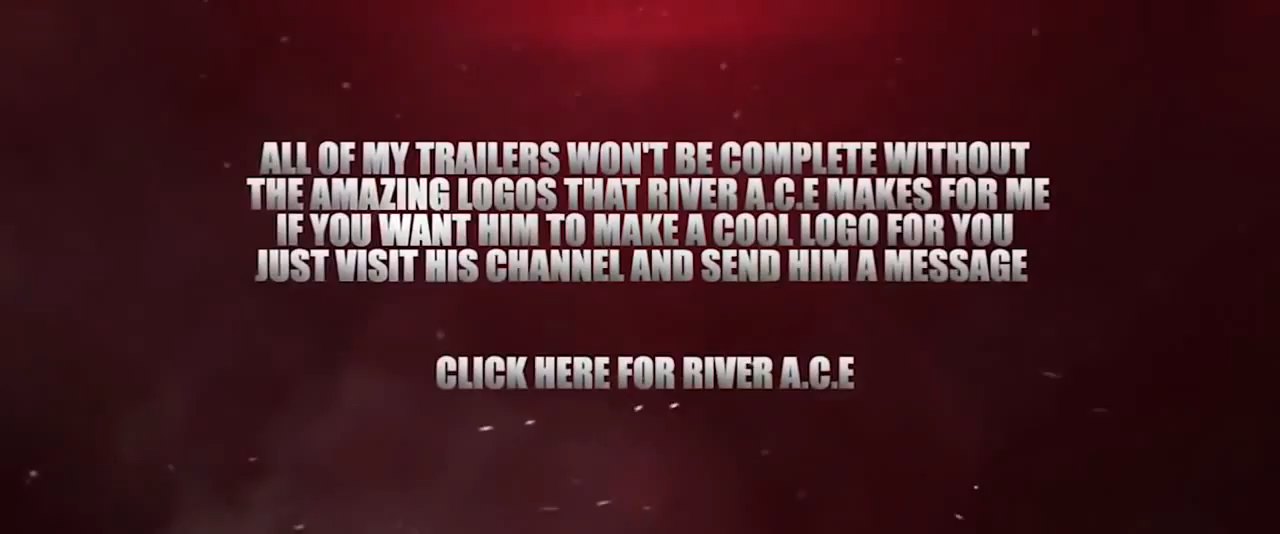 ALL OF MY TRAILERS WON'T BE COMPLETE WITHOUT
THE AMAZING LOGOS THAT RIVER A.C.E MAKES FOR ME
IF YOU WANT HIM TO MAKE A COOL LOGO FOR YOU
JUST VISIT HIS CHANNEL AND SEND HIM A MESSAGE
CLICK HERE FOR RIVER A.C.E